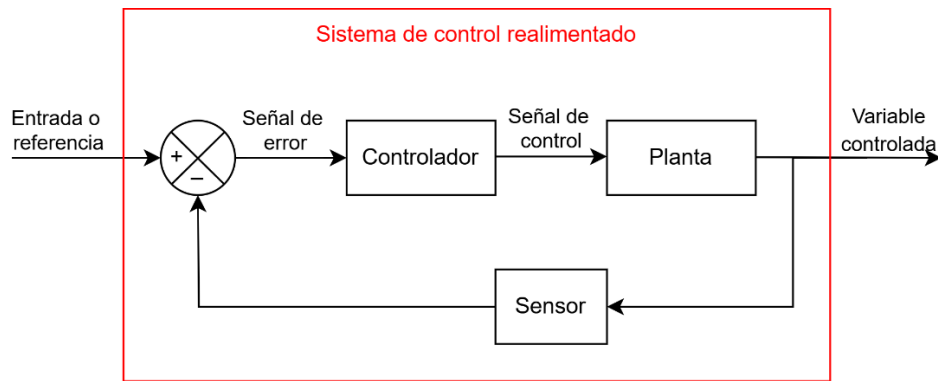 Sistema de control realimentado
Entrada o
referencia
Señal de
error
Controlador
Señal de
control
Planta
Variable
controlada
+
−
Sensor